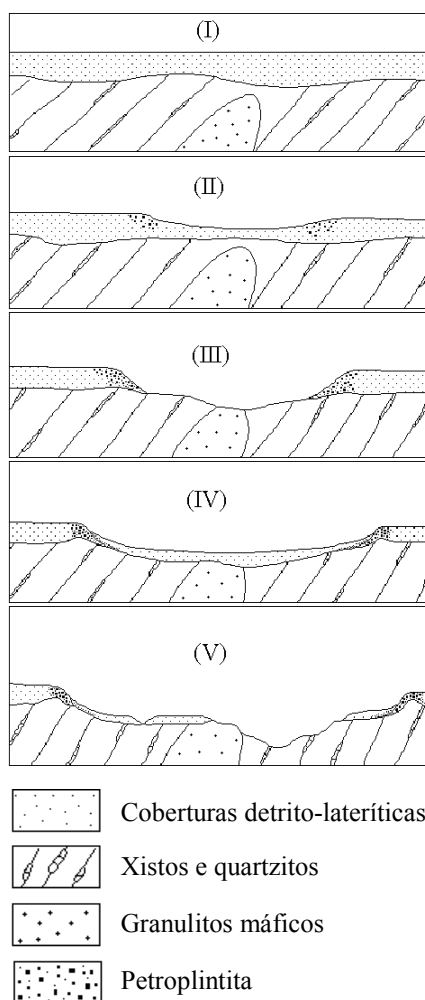 (I)
(II)
(III)
(IV)
(V)
Coberturas detrito-lateríticas
Xistos e quartzitos
Granulitos máficos
Petroplintita